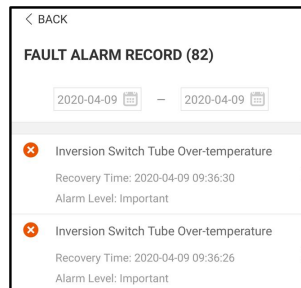 < BACK
FAULT ALARM RECORD (82)
2020-04-09 — 2020-04-09
Inversion Switch Tube Over-temperature
Recovery Time: 2020-04-09 09:36:30
Alarm Level: Important
Inversion Switch Tube Over-temperature
Recovery Time: 2020-04-09 09:36:26
Alarm Level: Important